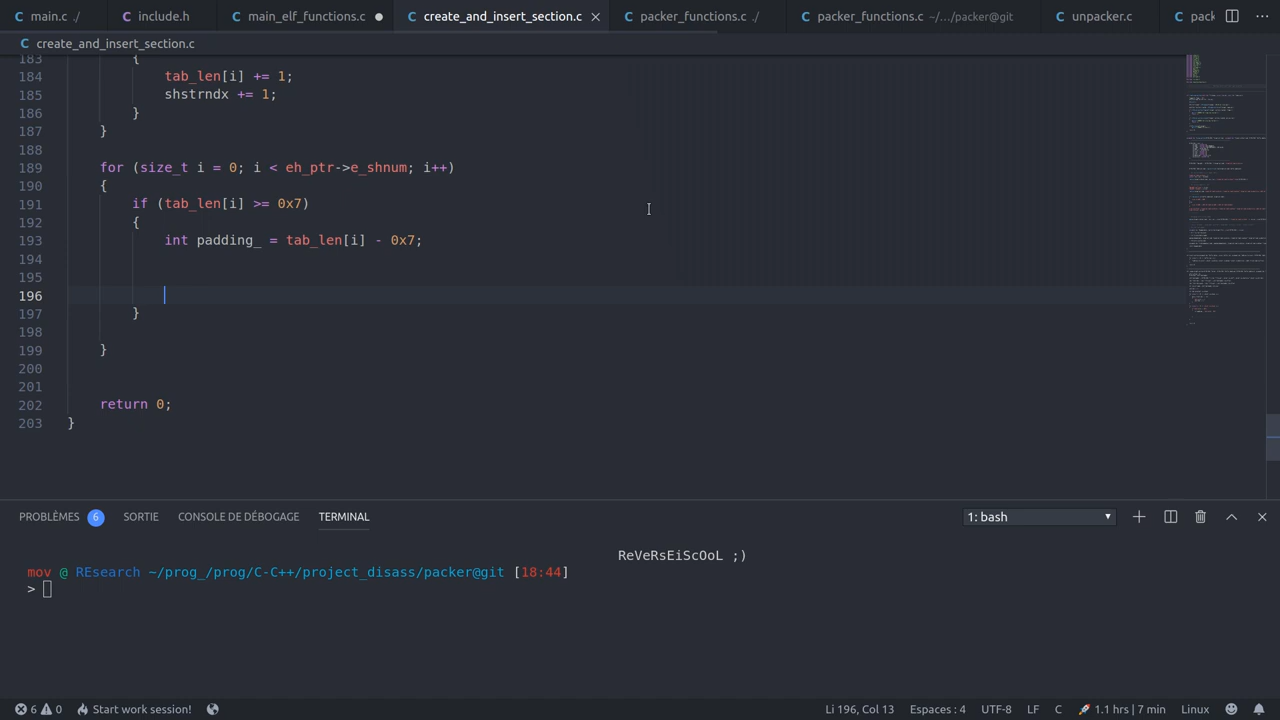 main.c ./
include.h
main_elf_functions.c
create_and_insert_section.c
packer_functions.c ./
packer_functions.c ~/.../packer@git
unpacker.c
pack
create_and_insert_section.c
183 {
184 tab_len[i] += 1;
185 shstrndx += 1;
186 }
187 }
188
189 for (size_t i = 0; i < eh_ptr->e_shnum; i++)
190 {
191 if (tab_len[i] >= 0x7)
192 {
193 int padding_ = tab_len[i] - 0x7;
194
195
196
197 }
198
199 }
200
201
202 return 0;
203 }
PROBLÈMES 6 SORTIE CONSOLE DE DÉBOGAGE TERMINAL 1: bash
ReVeRsEiScOoL ;)
mov @ REsearch ~/prog_/prog/C-C++/project_disass/packer@git [18:44]
>
6 0 Start work session! Li 196, Col 13 Espaces : 4 UTF-8 LF C 1.1 hrs | 7 min Linux